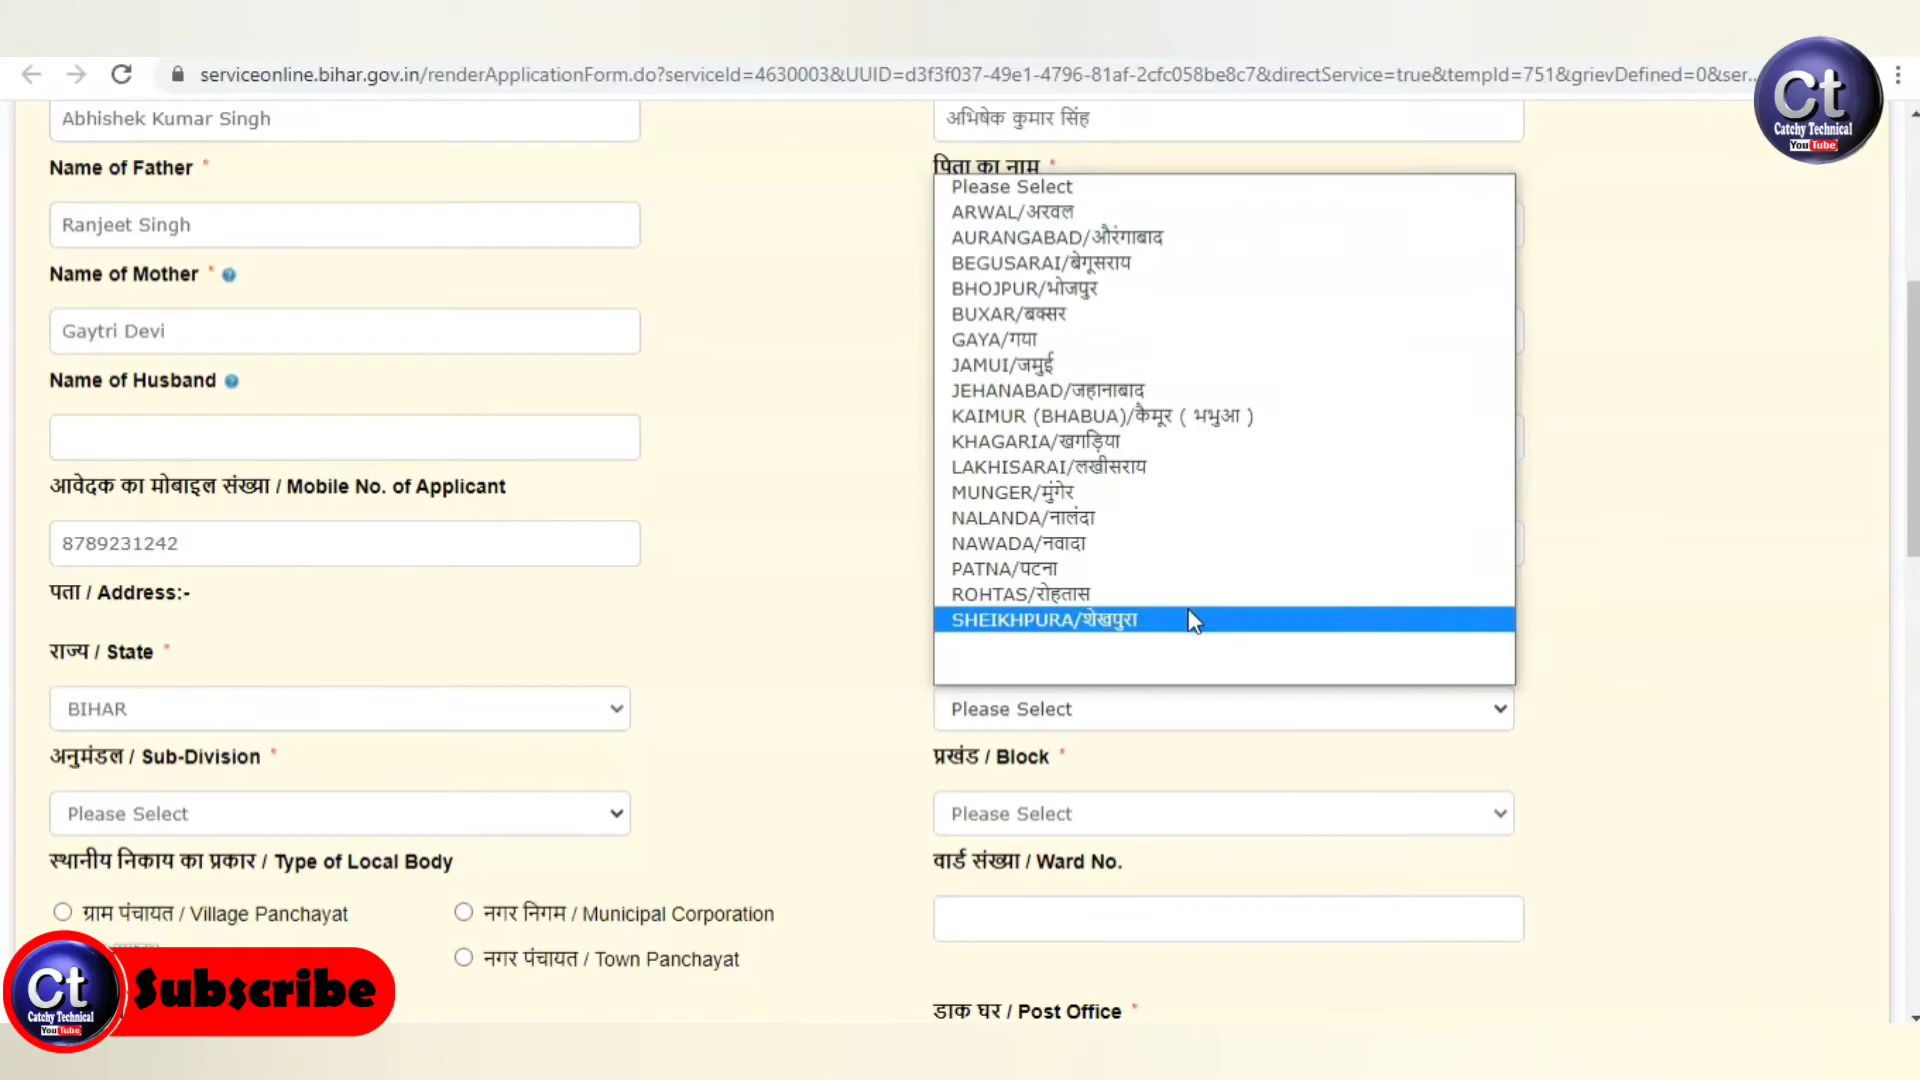 serviceonline.bihar.gov.in/renderApplicationForm.do?serviceId=4630003&UUID=d3f3f037-49e1-4796-81af-2cfc058be8c7&directService=true&tempId=751&grievDefined=0&ser...
Ct
Catchy Technical
YouTube
Abhishek Kumar Singh
अभिषेक कुमार सिंह
Name of Father *
पिता का नाम *
Ranjeet Singh
Name of Mother *
Gaytri Devi
Name of Husband
आवेदक का मोबाइल संख्या / Mobile No. of Applicant
8789231242
पता / Address:-
Please Select
ARWAL/अरवल
AURANGABAD/औरंगाबाद
BEGUSARAI/बेगूसराय
BHOJPUR/भोजपुर
BUXAR/बक्सर
GAYA/गया
JAMUI/जमुई
JEHANABAD/जहानाबाद
KAIMUR (BHABUA)/कैमूर ( भभुआ )
KHAGARIA/खगड़िया
LAKHISARAI/लखीसराय
MUNGER/मुंगेर
NALANDA/नालंदा
NAWADA/नवादा
PATNA/पटना
ROHTAS/रोहतास
SHEIKHPURA/शेखपुरा
राज्य / State *
BIHAR
Please Select
अनुमंडल / Sub-Division *
प्रखंड / Block *
Please Select
Please Select
स्थानीय निकाय का प्रकार / Type of Local Body
वार्ड संख्या / Ward No.
ग्राम पंचायत / Village Panchayat
नगर निगम / Municipal Corporation
नगर पंचायत / Town Panchayat
डाक घर / Post Office *
Ct
Catchy Technical
YouTube
Subscribe